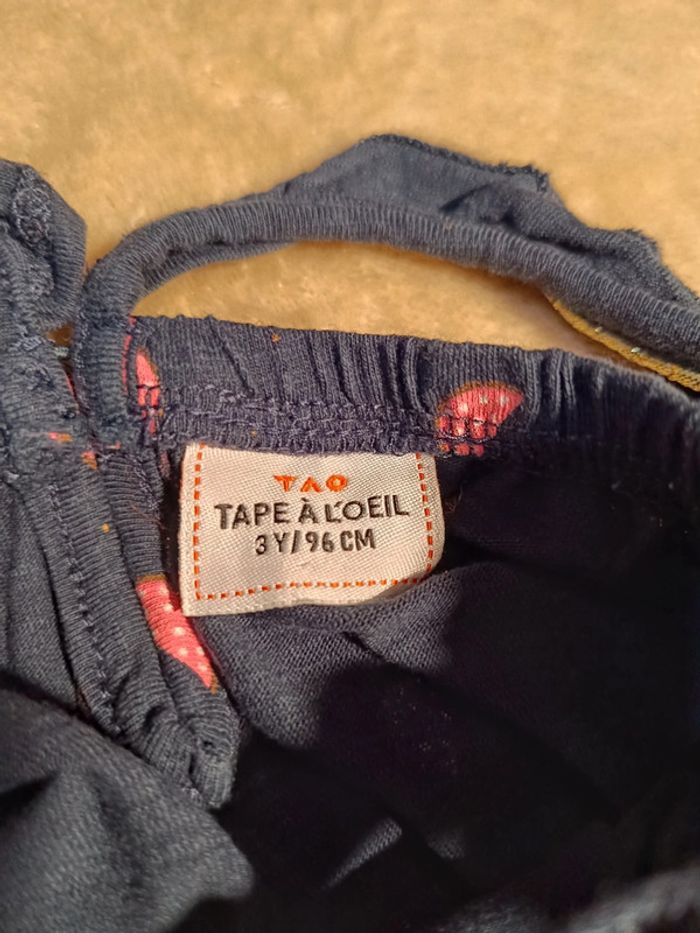 TAO
TAPE À L'OEIL
3Y/96CM